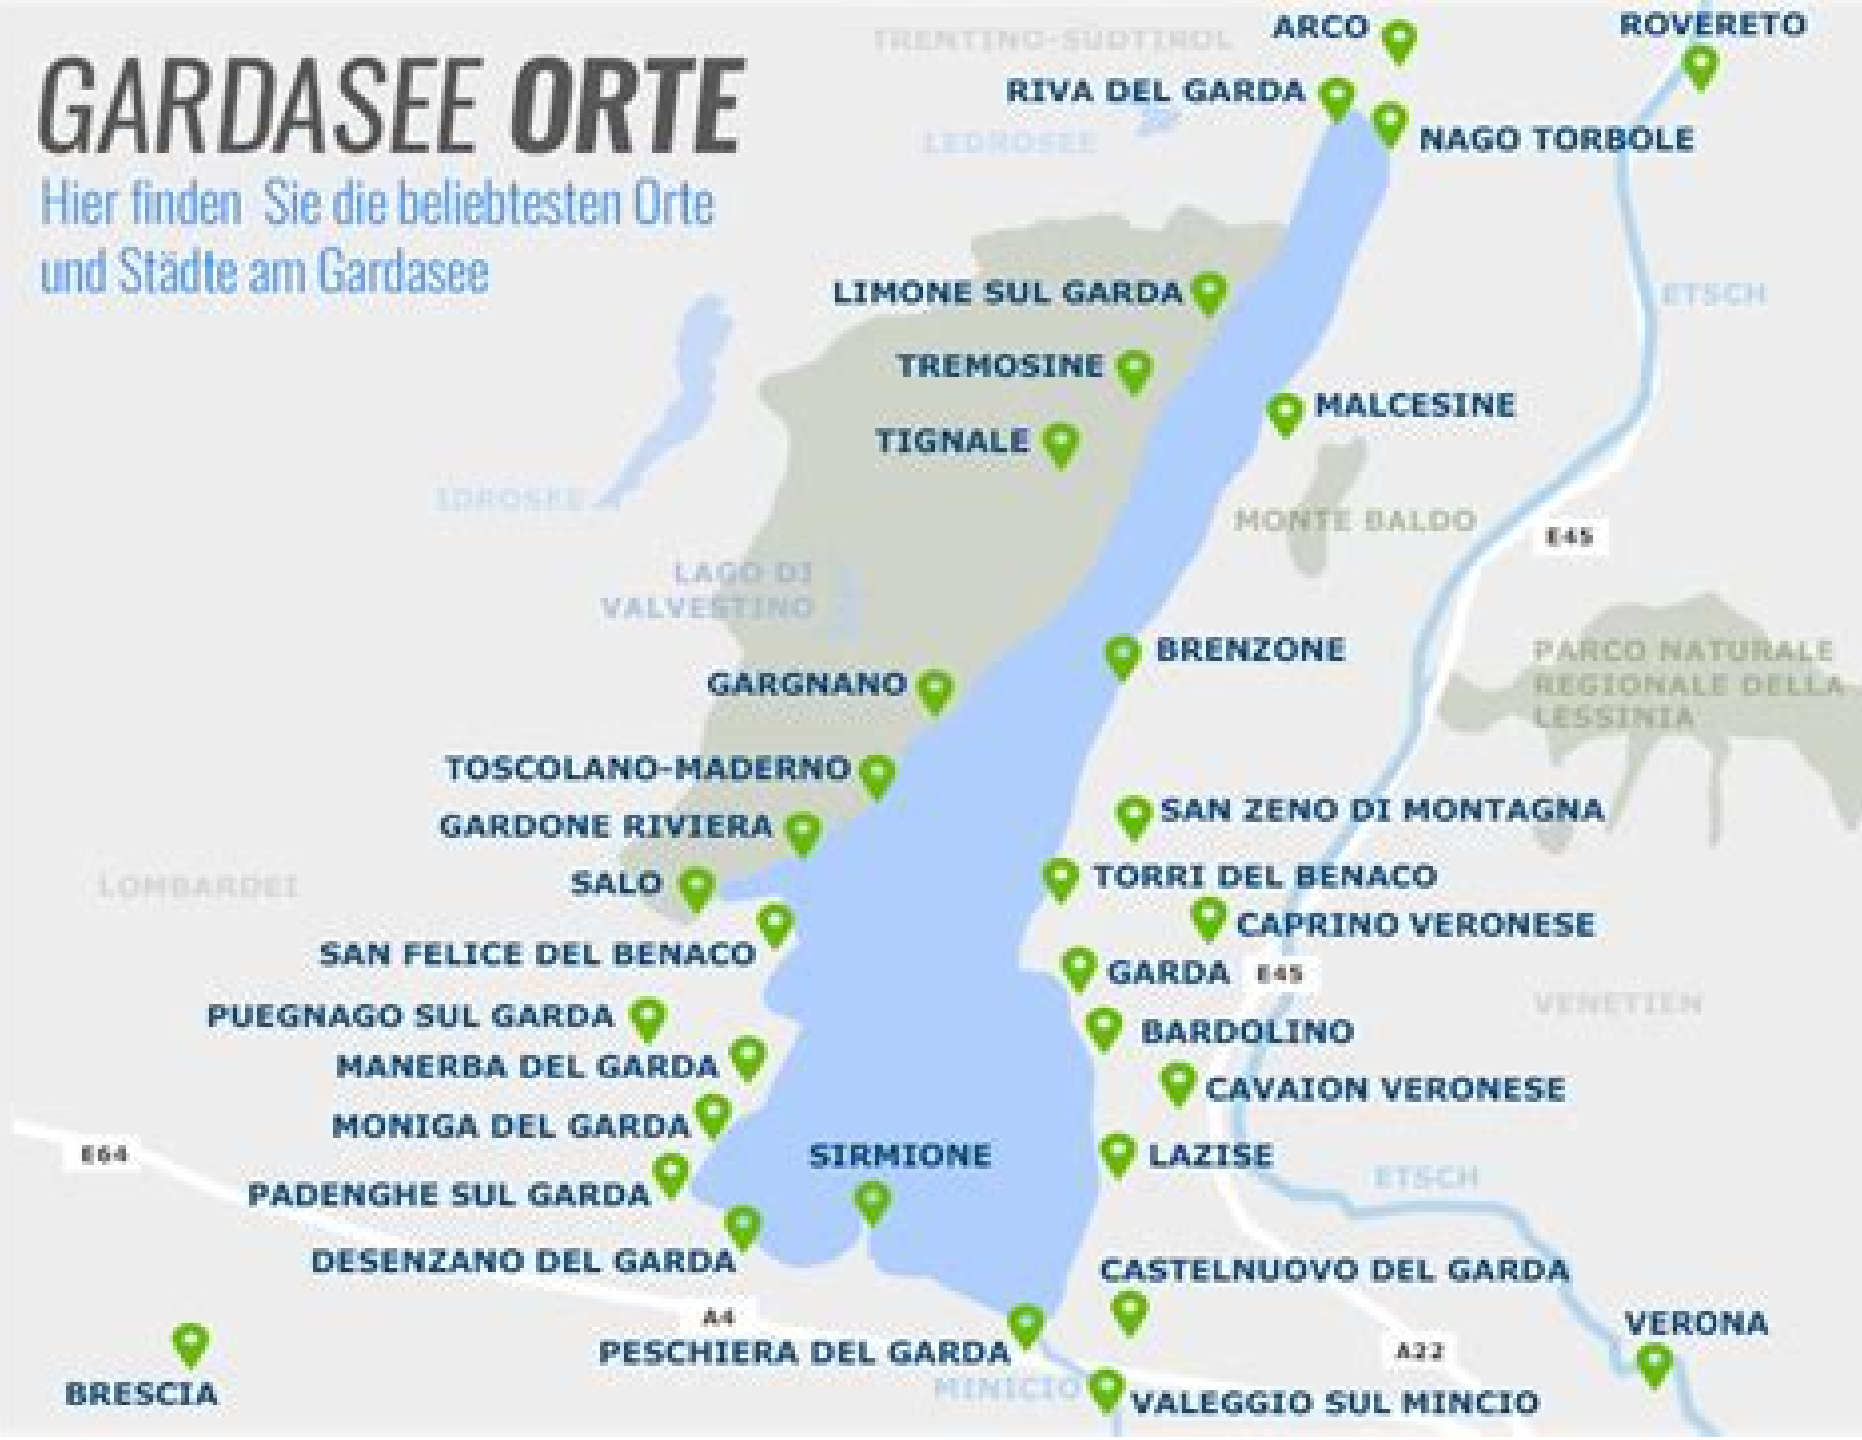 GARDASEE ORTE
Hier finden Sie die beliebtesten Orte
und Städte am Gardasee
TRENTINO-SÜDTIROL
ARCO
ROVERETO
RIVA DEL GARDA
LEDROSEE
NAGO TORBOLE
LIMONE SUL GARDA
ETSCH
TREMOSINE
MALCESINE
TIGNALE
IDROSEE
MONTE BALDO
E45
LAGO DI
VALVESTINO
BRENZONE
PARCO NATURALE
REGIONALE DELLA
LESSINIA
GARGNANO
TOSCOLANO-MADERNO
SAN ZENO DI MONTAGNA
GARDONE RIVIERA
LOMBARDEI
SALO
TORRI DEL BENACO
CAPRINO VERONESE
SAN FELICE DEL BENACO
GARDA
E45
VENETIEN
PUEGNAGO SUL GARDA
BARDOLINO
MANERBA DEL GARDA
CAVAION VERONESE
MONIGA DEL GARDA
E64
SIRMIONE
LAZISE
ETSCH
PADENGHE SUL GARDA
DESENZANO DEL GARDA
CASTELNUOVO DEL GARDA
A4
VERONA
PESCHIERA DEL GARDA
A22
BRESCIA
MINICIO
VALEGGIO SUL MINCIO